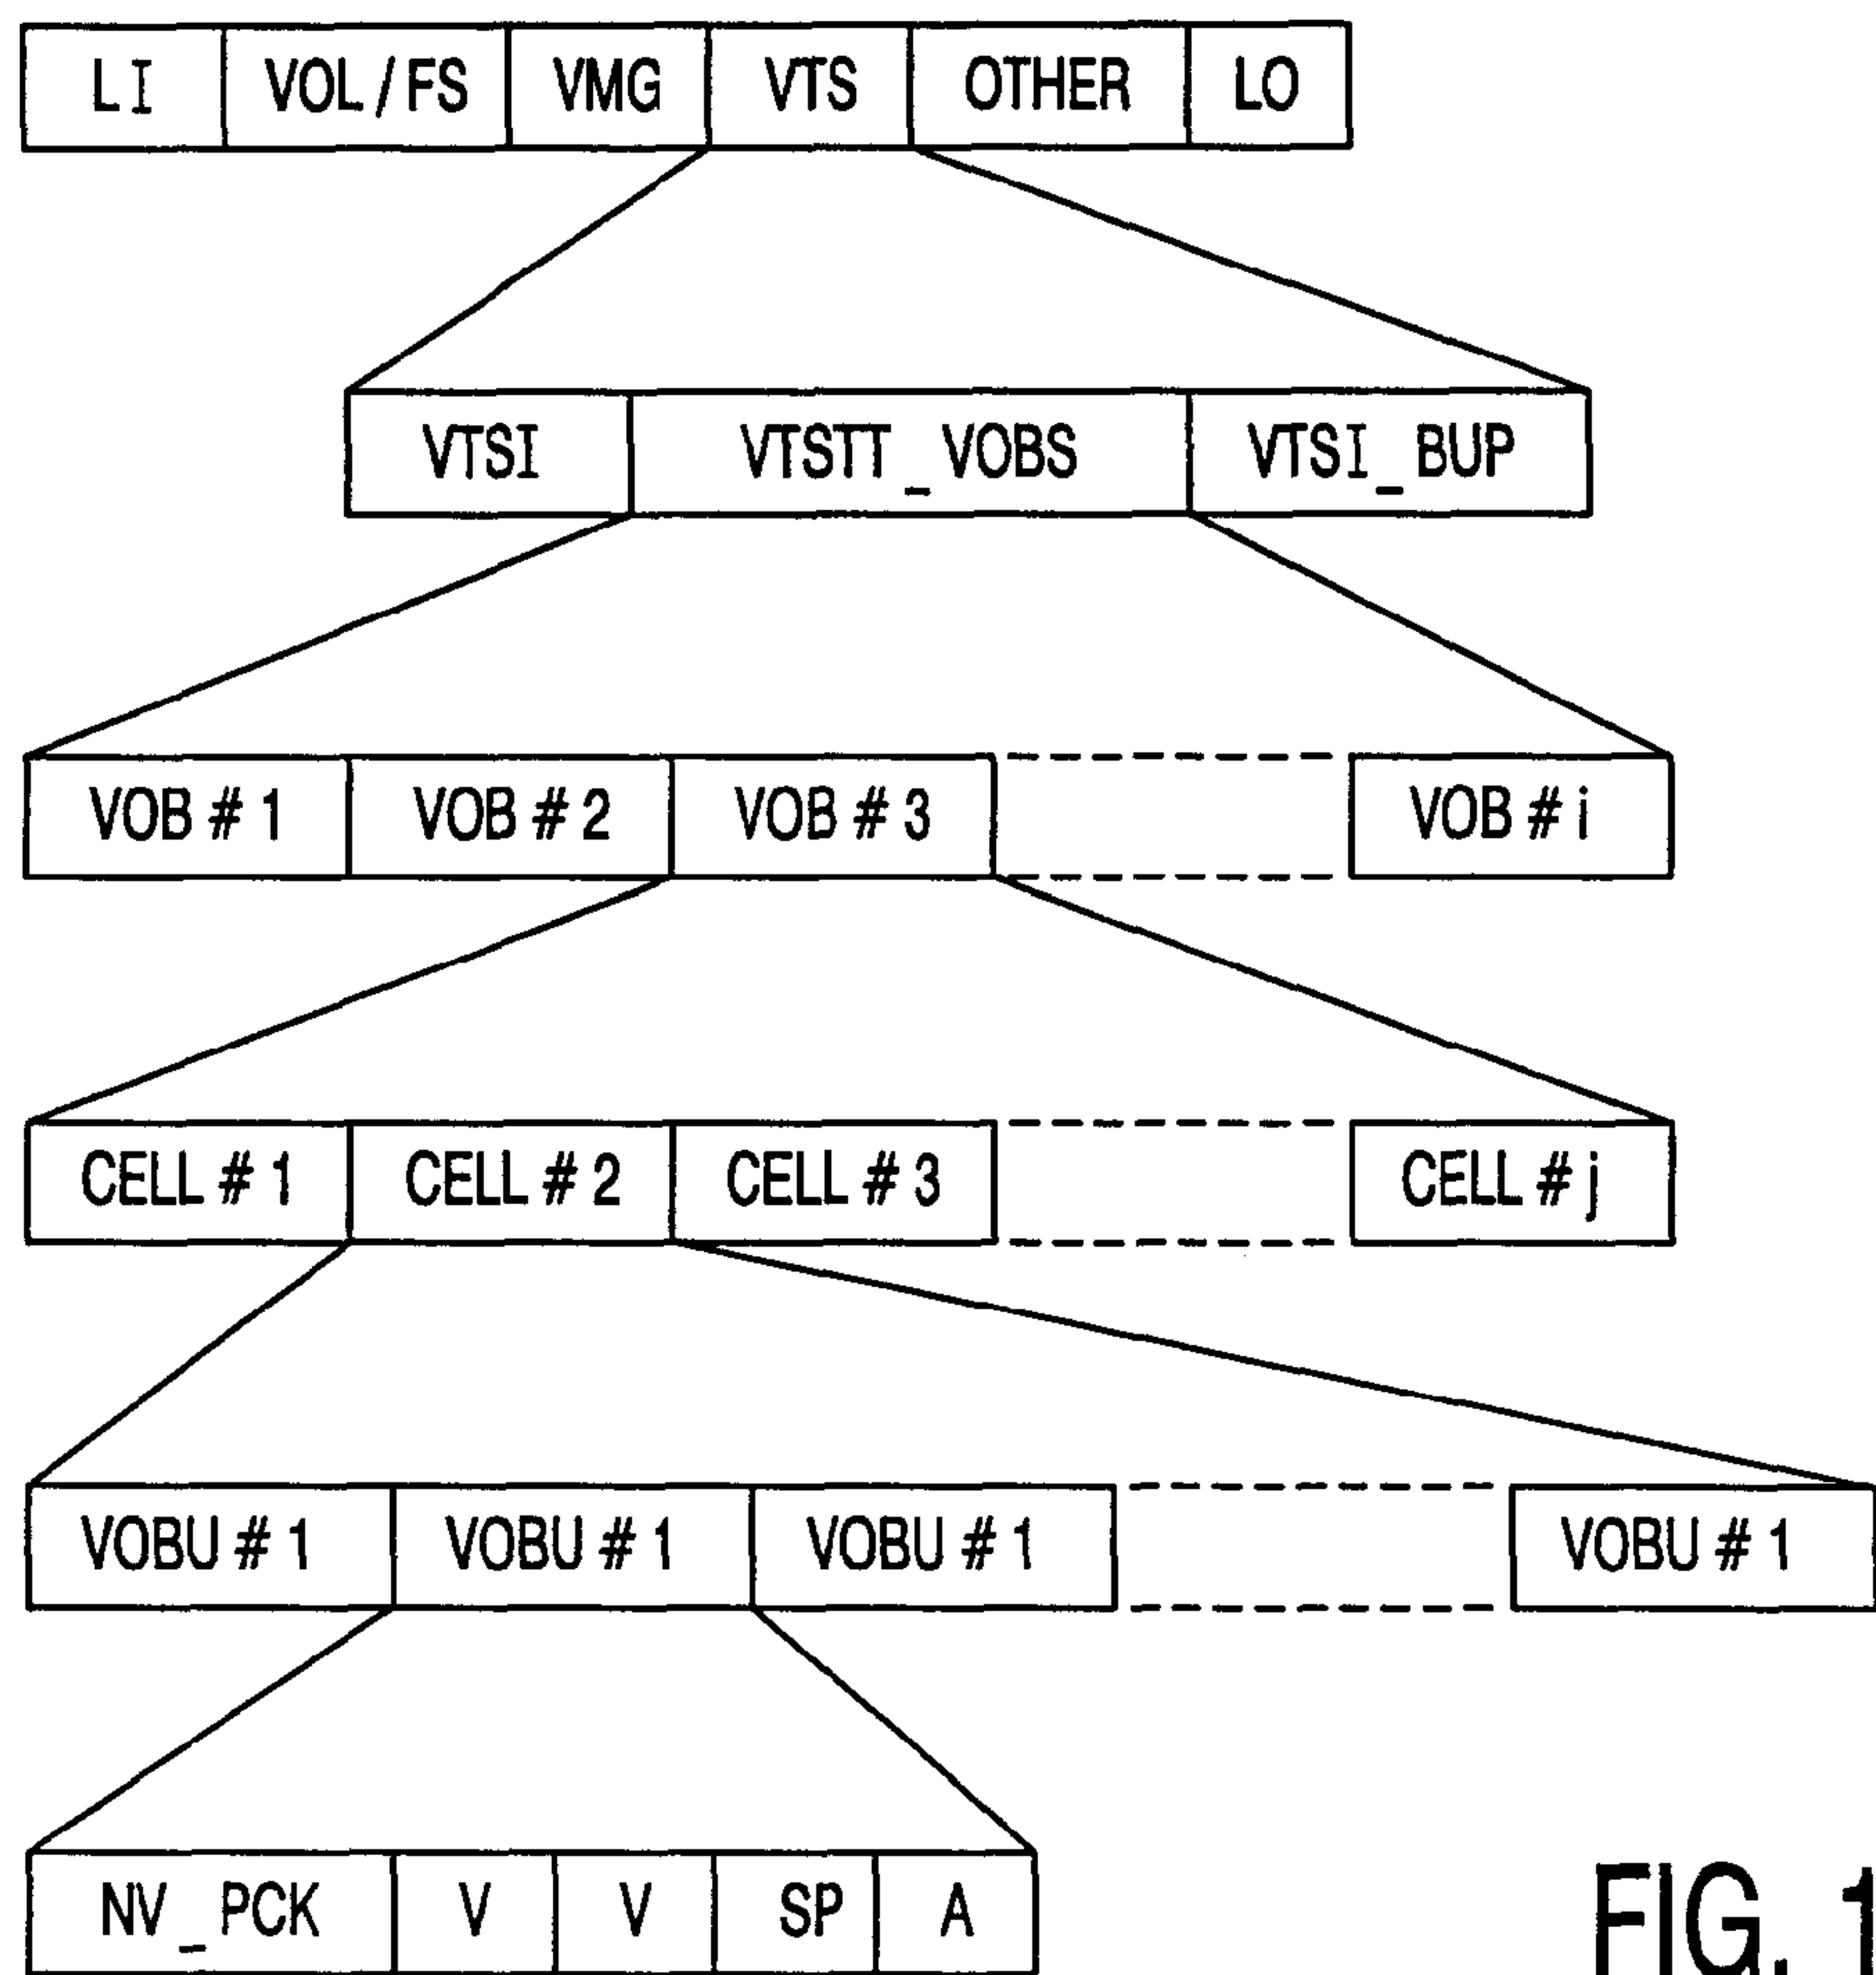 LI VOL/FS VMG VTS OTHER LO
VTSI VTSTT_VOBS VTSI_BUP
VOB # 1 VOB # 2 VOB # 3 VOB # i
CELL # 1 CELL # 2 CELL # 3 CELL # j
VOBU # 1 VOBU # 1 VOBU # 1 VOBU # 1
NV_PCK V V SP A
FIG. 1